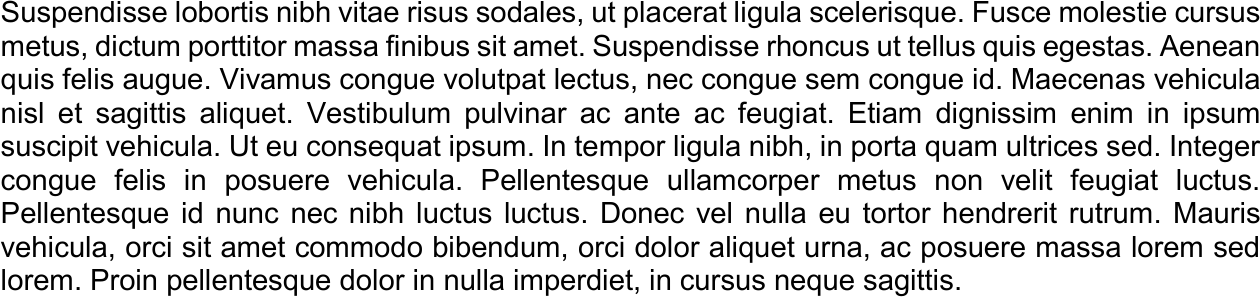 Suspendisse lobortis nibh vitae risus sodales, ut placerat ligula scelerisque. Fusce molestie cursus
metus, dictum porttitor massa finibus sit amet. Suspendisse rhoncus ut tellus quis egestas. Aenean
quis felis augue. Vivamus congue volutpat lectus, nec congue sem congue id. Maecenas vehicula
nisl et sagittis aliquet. Vestibulum pulvinar ac ante ac feugiat. Etiam dignissim enim in ipsum
suscipit vehicula. Ut eu consequat ipsum. In tempor ligula nibh, in porta quam ultrices sed. Integer
congue felis in posuere vehicula. Pellentesque ullamcorper metus non velit feugiat luctus.
Pellentesque id nunc nec nibh luctus luctus. Donec vel nulla eu tortor hendrerit rutrum. Mauris
vehicula, orci sit amet commodo bibendum, orci dolor aliquet urna, ac posuere massa lorem sed
lorem. Proin pellentesque dolor in nulla imperdiet, in cursus neque sagittis.